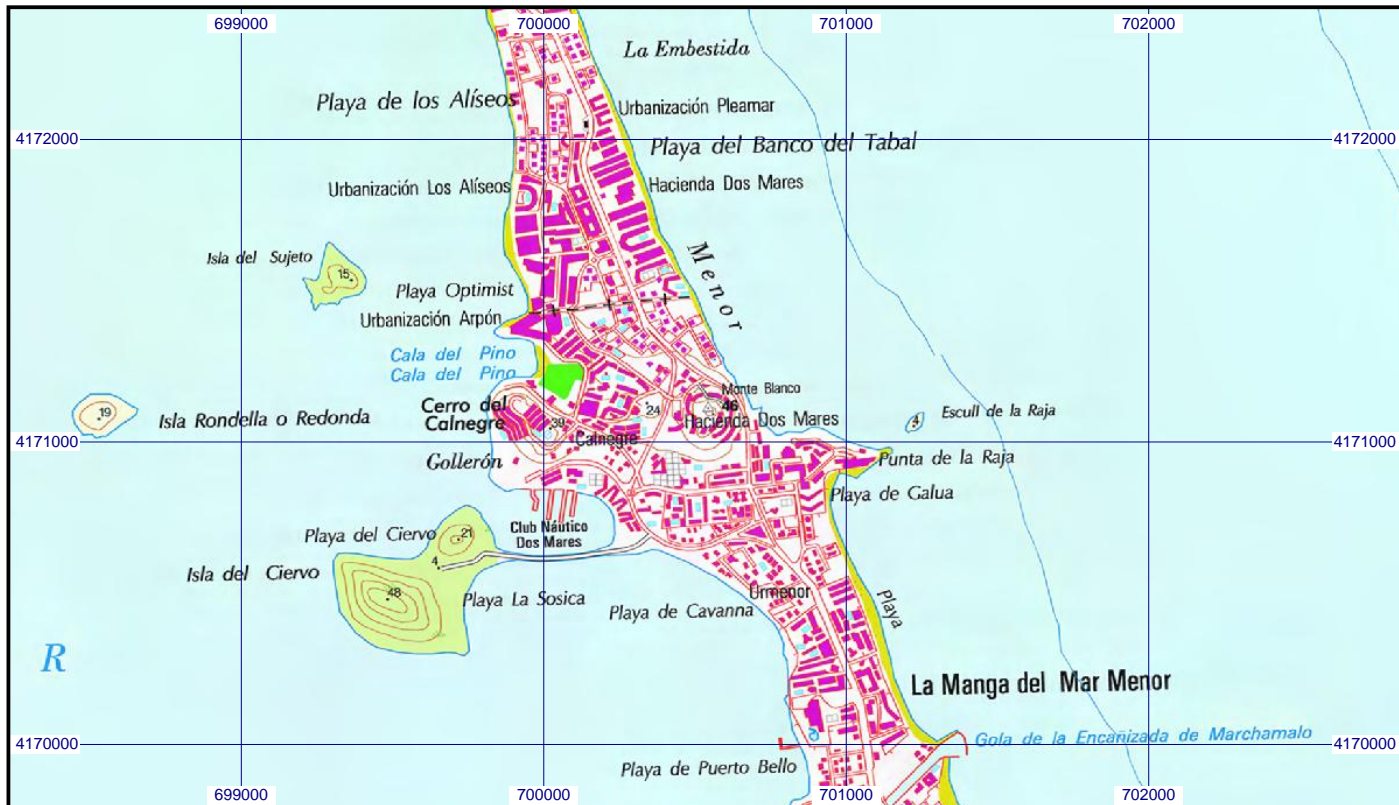 699000 700000 701000 702000
La Embestida
Playa de los Alíseos
Urbanización Pleamar
4172000 4172000
Playa del Banco del Tabal
Urbanización Los Alíseos
Hacienda Dos Mares
Isla del Sujeto
15
Menor
Playa Optimist
Urbanización Arpón
Cala del Pino
Cala del Pino
Monte Blanco
19
Isla Rondella o Redonda
Cerro del
Calnegre
39
24
46
Hacienda Dos Mares
Escull de la Raja
4
4171000 4171000
Calnegre
Gollerón
Punta de la Raja
Playa de Galua
Playa del Ciervo
21
Club Náutico
Dos Mares
4
Isla del Ciervo
48
Playa La Sosica
Playa de Cavanna
Urmenor
Playa
R
La Manga del Mar Menor
4170000 4170000
Gola de la Encañizada de Marchamalo
Playa de Puerto Bello
699000 700000 701000 702000